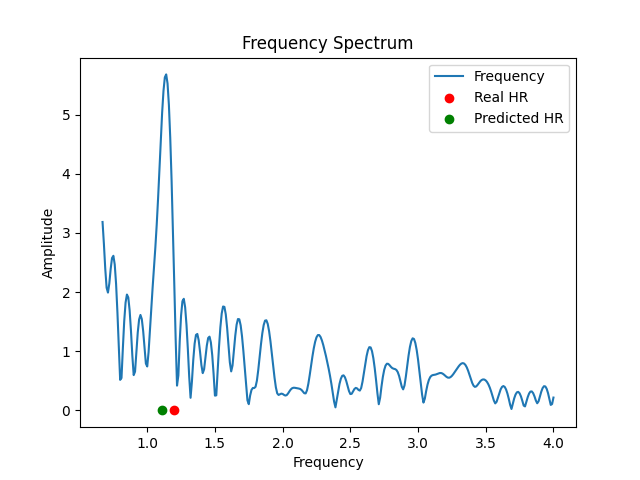 Frequency Spectrum
Frequency
Real HR
Predicted HR
Amplitude
5
4
3
2
1
0
1.0 1.5 2.0 2.5 3.0 3.5 4.0
Frequency